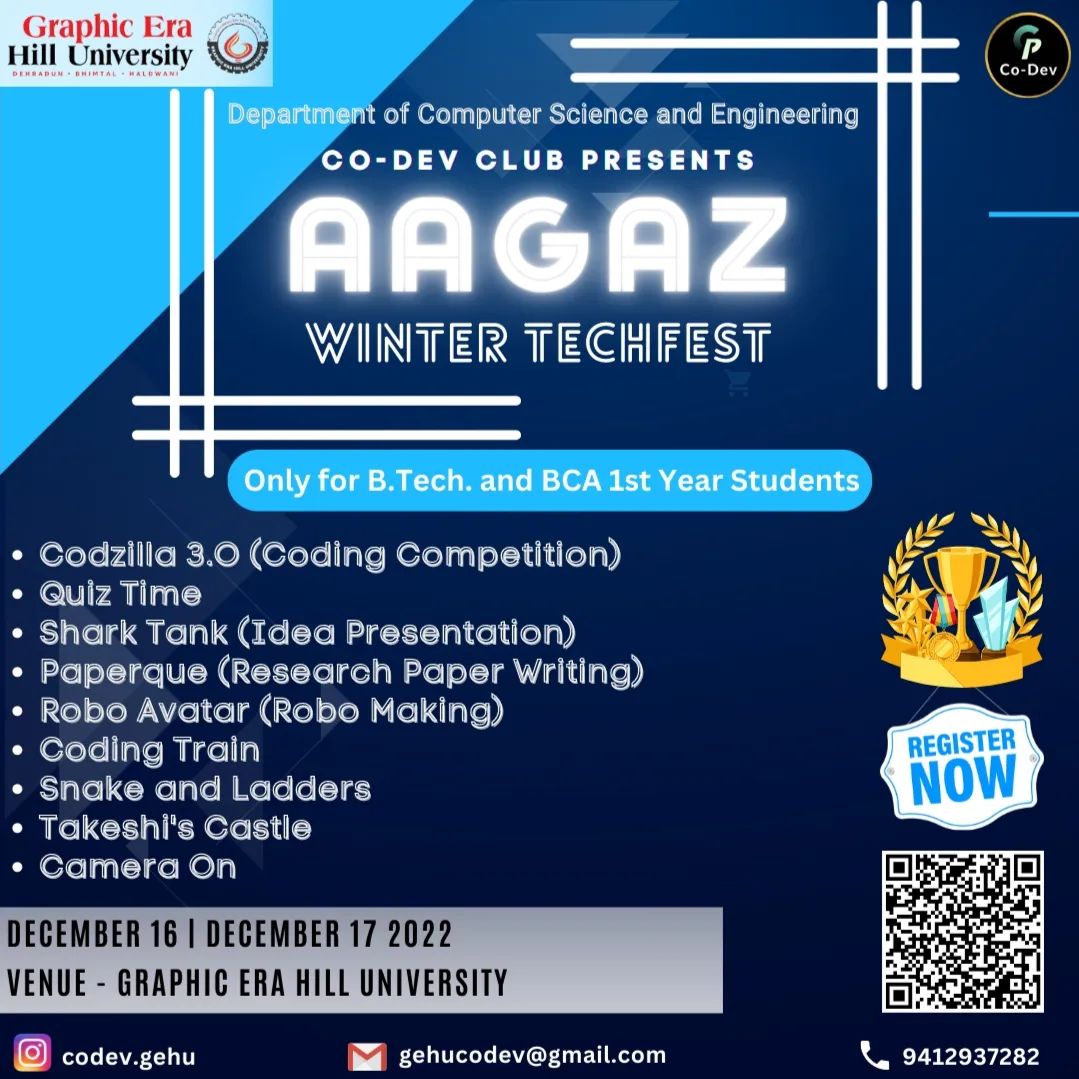 Graphic Era
Hill University
DEHRADUN • BHIMTAL • HALDWANI
Co-Dev
Department of Computer Science and Engineering
CO-DEV CLUB PRESENTS
AAGAZ
WINTER TECHFEST
Only for B.Tech. and BCA 1st Year Students
• Codzilla 3.0 (Coding Competition)
• Quiz Time
• Shark Tank (Idea Presentation)
• Paperque (Research Paper Writing)
• Robo Avatar (Robo Making)
• Coding Train
• Snake and Ladders
• Takeshi's Castle
• Camera On
REGISTER
NOW
DECEMBER 16 | DECEMBER 17 2022
VENUE - GRAPHIC ERA HILL UNIVERSITY
codev.gehu
gehucodev@gmail.com
9412937282